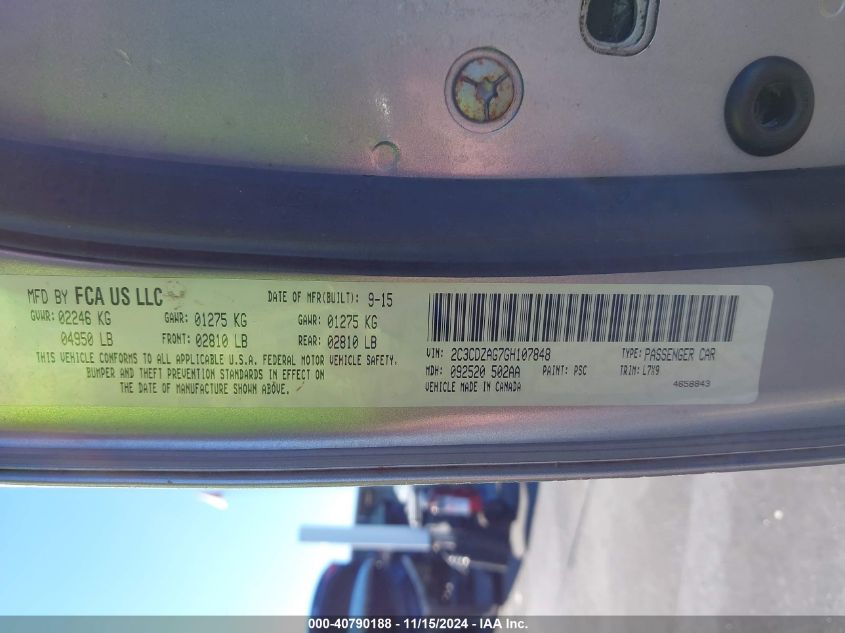 MFD BY FCA US LLC
DATE OF MFR(BUILT): 9-15
GVWR: 02246 KG GAWR: 01275 KG GAWR: 01275 KG
04950 LB FRONT: 02810 LB REAR: 02810 LB
THIS VEHICLE CONFORMS TO ALL APPLICABLE U.S.A. FEDERAL MOTOR VEHICLE SAFETY,
BUMPER AND THEFT PREVENTION STANDARDS IN EFFECT ON
THE DATE OF MANUFACTURE SHOWN ABOVE.
VIN: 2C3CDZAG7GH107848 TYPE: PASSENGER CAR
MDH: 092520 502AA PAINT: PSC TRIM: L7X9
VEHICLE MADE IN CANADA
4658843
000-40790188 - 11/15/2024 - IAA Inc.